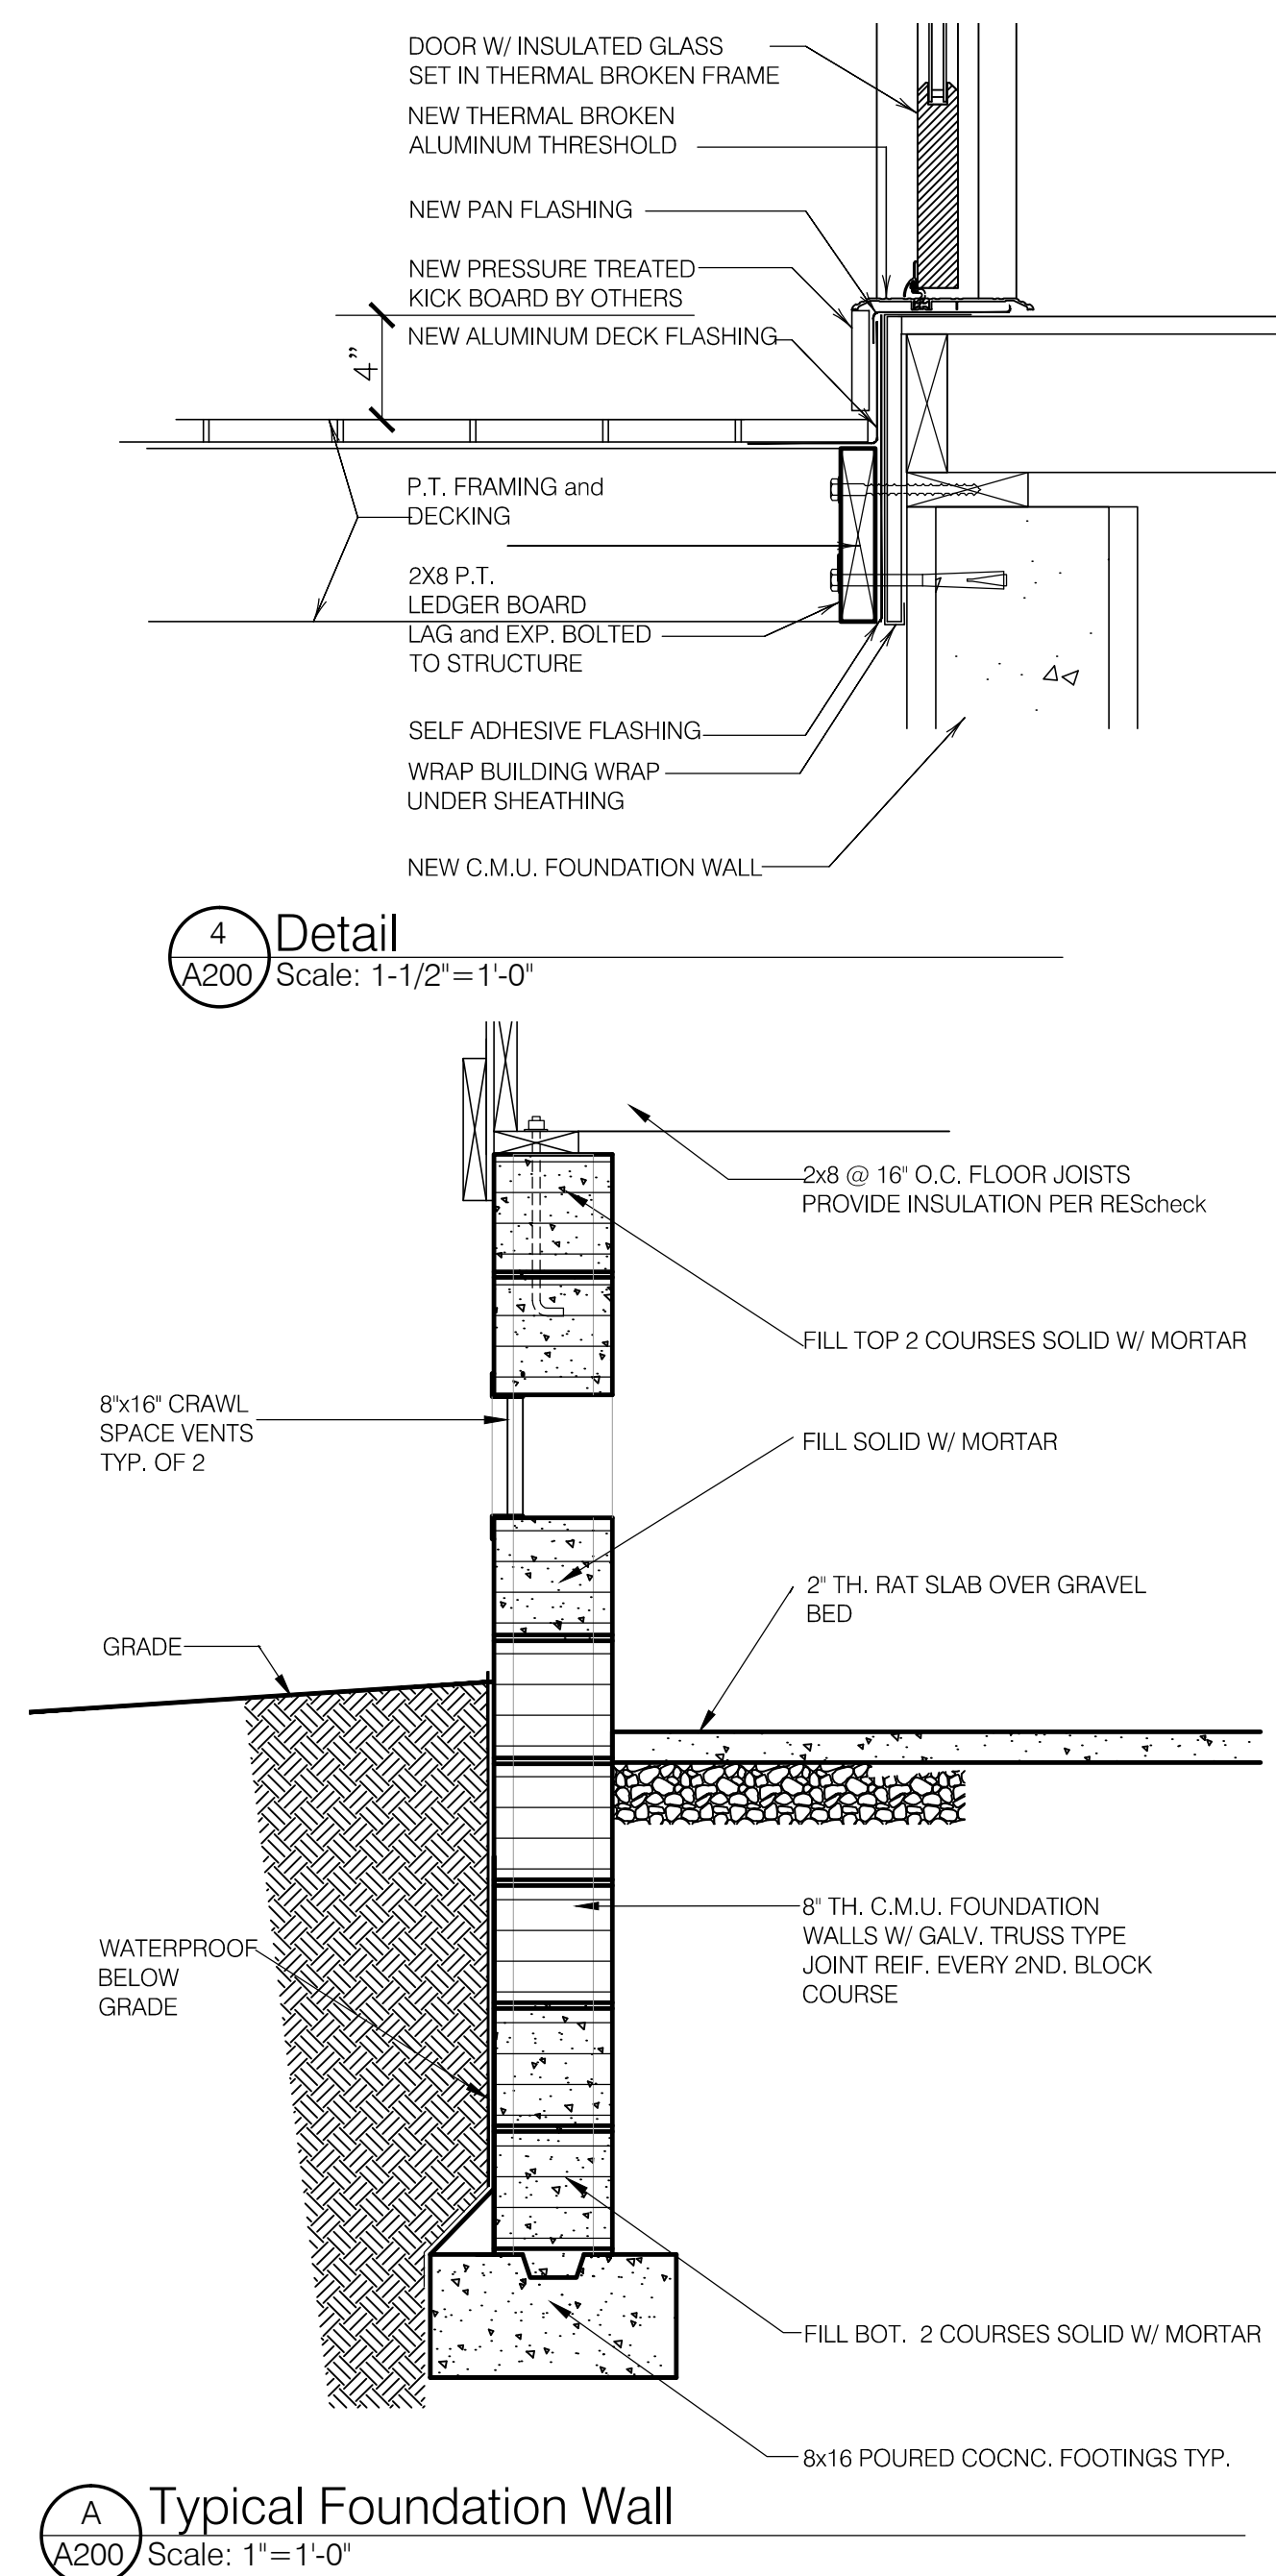 DOOR W/ INSULATED GLASS
SET IN THERMAL BROKEN FRAME
NEW THERMAL BROKEN
ALUMINUM THRESHOLD
NEW PAN FLASHING
NEW PRESSURE TREATED
KICK BOARD BY OTHERS
NEW ALUMINUM DECK FLASHING
4"
P.T. FRAMING and
DECKING
2X8 P.T.
LEDGER BOARD
LAG and EXP. BOLTED
TO STRUCTURE
SELF ADHESIVE FLASHING
WRAP BUILDING WRAP
UNDER SHEATHING
NEW C.M.U. FOUNDATION WALL
4
A200
Detail
Scale: 1-1/2"=1'-0"
2x8 @ 16" O.C. FLOOR JOISTS
PROVIDE INSULATION PER REScheck
FILL TOP 2 COURSES SOLID W/ MORTAR
8"x16" CRAWL
SPACE VENTS
TYP. OF 2
FILL SOLID W/ MORTAR
2" TH. RAT SLAB OVER GRAVEL
BED
GRADE
8" TH. C.M.U. FOUNDATION
WALLS W/ GALV. TRUSS TYPE
JOINT REIF. EVERY 2ND. BLOCK
COURSE
WATERPROOF
BELOW
GRADE
FILL BOT. 2 COURSES SOLID W/ MORTAR
8x16 POURED COCNC. FOOTINGS TYP.
A
A200
Typical Foundation Wall
Scale: 1"=1'-0"